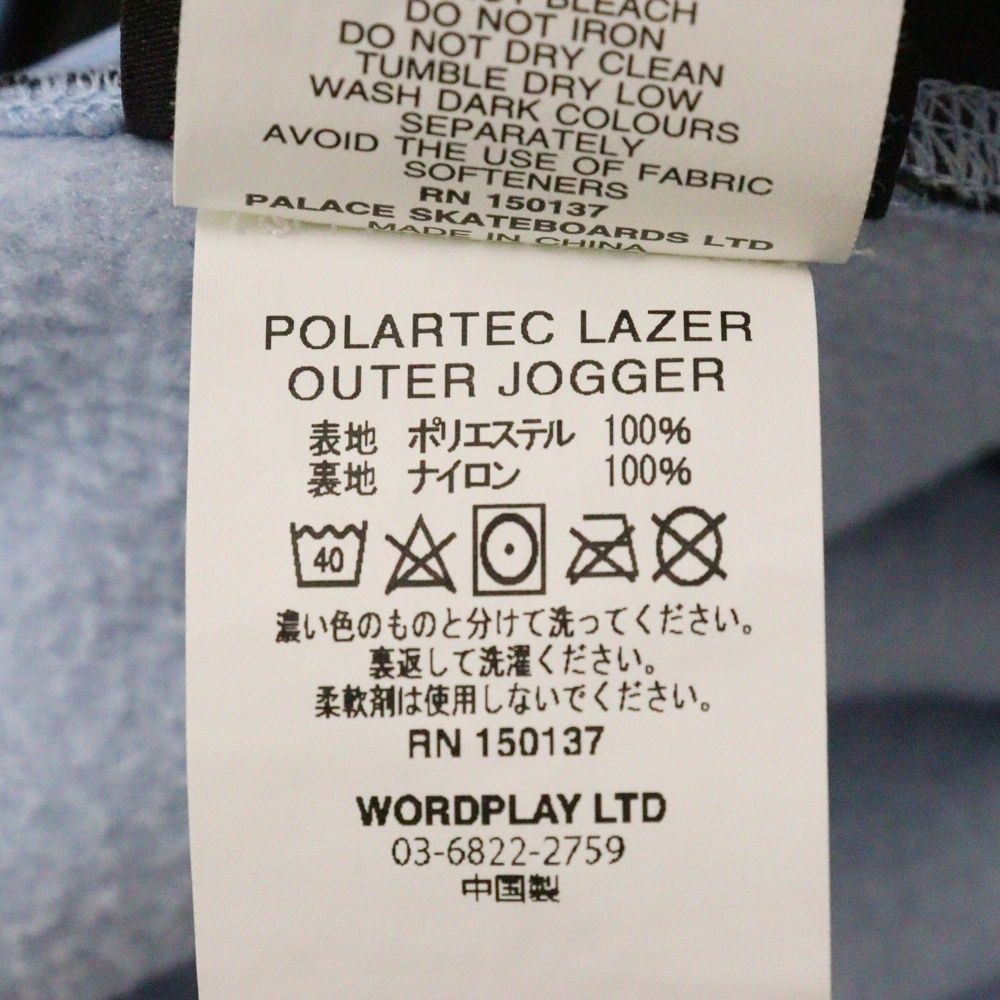 BLEACH
DO NOT IRON
DO NOT DRY CLEAN
TUMBLE DRY LOW
WASH DARK COLOURS
SEPARATELY
AVOID THE USE OF FABRIC
SOFTENERS
RN 150137
PALACE SKATEBOARDS LTD
MADE IN CHINA
POLARTEC LAZER
OUTER JOGGER
表地 ポリエステル 100%
裏地 ナイロン 100%
40
濃い色のものと分けて洗ってください。
裏返して洗濯ください。
柔軟剤は使用しないでください。
RN 150137
WORDPLAY LTD
03-6822-2759
中国製